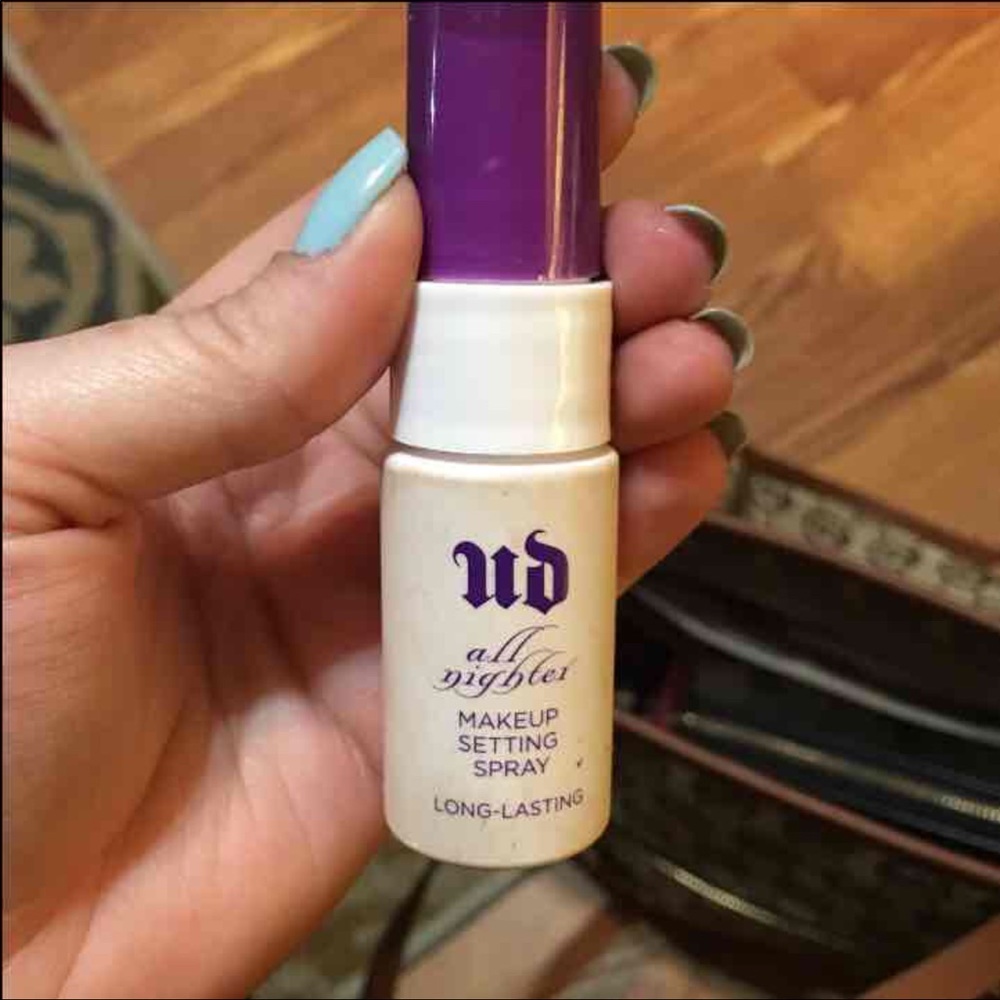 ud
all
nighter
MAKEUP
SETTING
SPRAY
LONG-LASTING